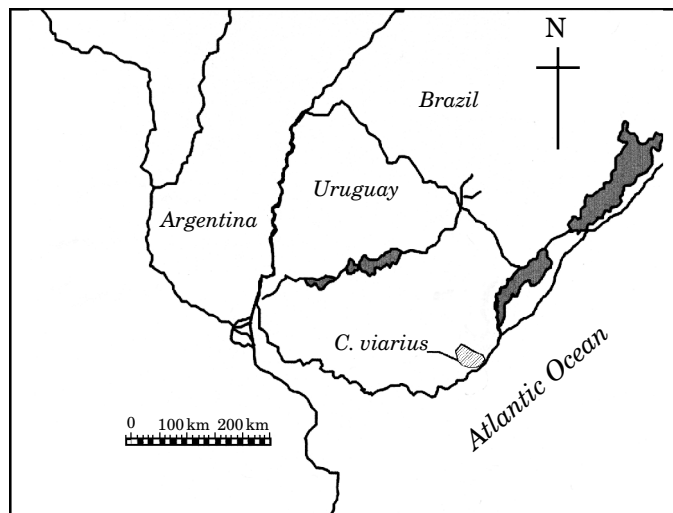 N
Brazil
Uruguay
Argentina
C. viarius
Atlantic Ocean
0 100 km 200 km